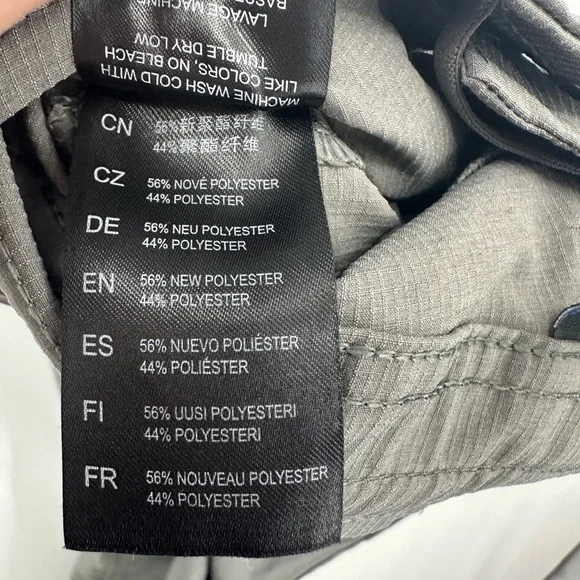 MACHINE WASH COLD WITH
LIKE COLORS, NO BLEACH
TUMBLE DRY LOW
LAVAGE MACHINE
CN 56%新聚酯纤维
44%聚酯纤维
CZ 56% NOVÉ POLYESTER
44% POLYESTER
DE 56% NEU POLYESTER
44% POLYESTER
EN 56% NEW POLYESTER
44% POLYESTER
ES 56% NUEVO POLIÉSTER
44% POLIÉSTER
FI 56% UUSI POLYESTERI
44% POLYESTERI
FR 56% NOUVEAU POLYESTER
44% POLYESTER